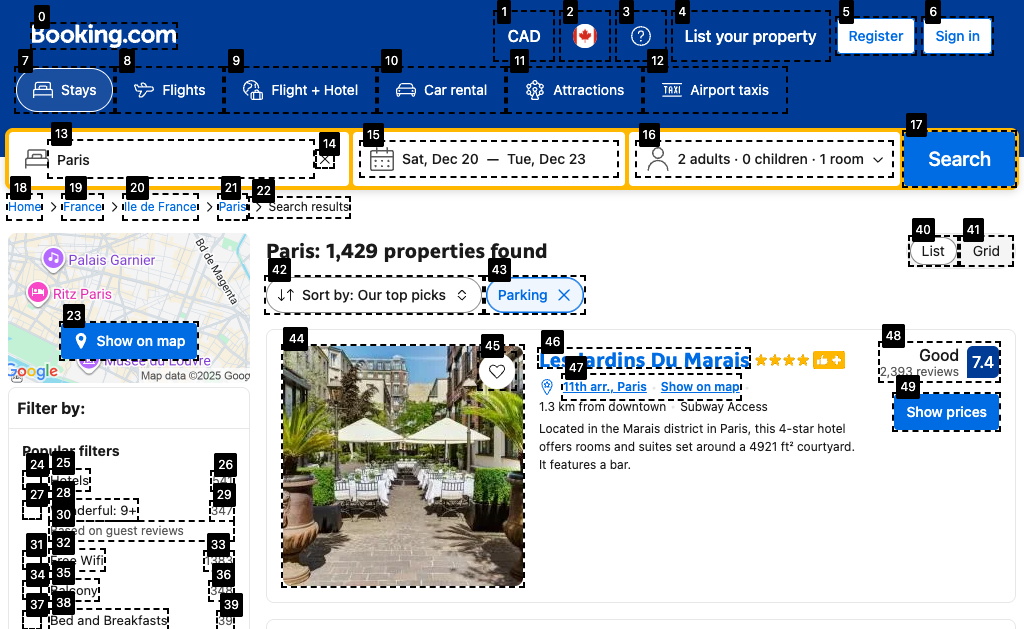 0 1 2 3 4 5 6
Booking.com CAD List your property Register Sign in
7 8 9 10 11 12
Stays Flights Flight + Hotel Car rental Attractions Airport taxis
13 14 15 16 17
Paris Sat, Dec 20 — Tue, Dec 23 2 adults · 0 children · 1 room Search
18 19 20 21 22
Home France Ile de France Paris Search results
40 41
List Grid
Paris: 1,429 properties found
42 43
Sort by: Our top picks Parking
Bd de Magenta
Palais Garnier
Ritz Paris
23
Show on map
Musée du Louvre
Google Map data ©2025 Goog
Filter by:
Popular filters
24 25 26
Hotels
27 28 29
Wonderful: 9+ 347
30
Based on guest reviews
31 32 33
Free Wifi
34 35 36
Balcony 348
37 38 39
Bed and Breakfasts 39
44 45
46
Les Jardins Du Marais
47
11th arr., Paris Show on map
1.3 km from downtown Subway Access
Located in the Marais district in Paris, this 4-star hotel
offers rooms and suites set around a 4921 ft² courtyard.
It features a bar.
48
Good
2,393 reviews 7.4
49
Show prices